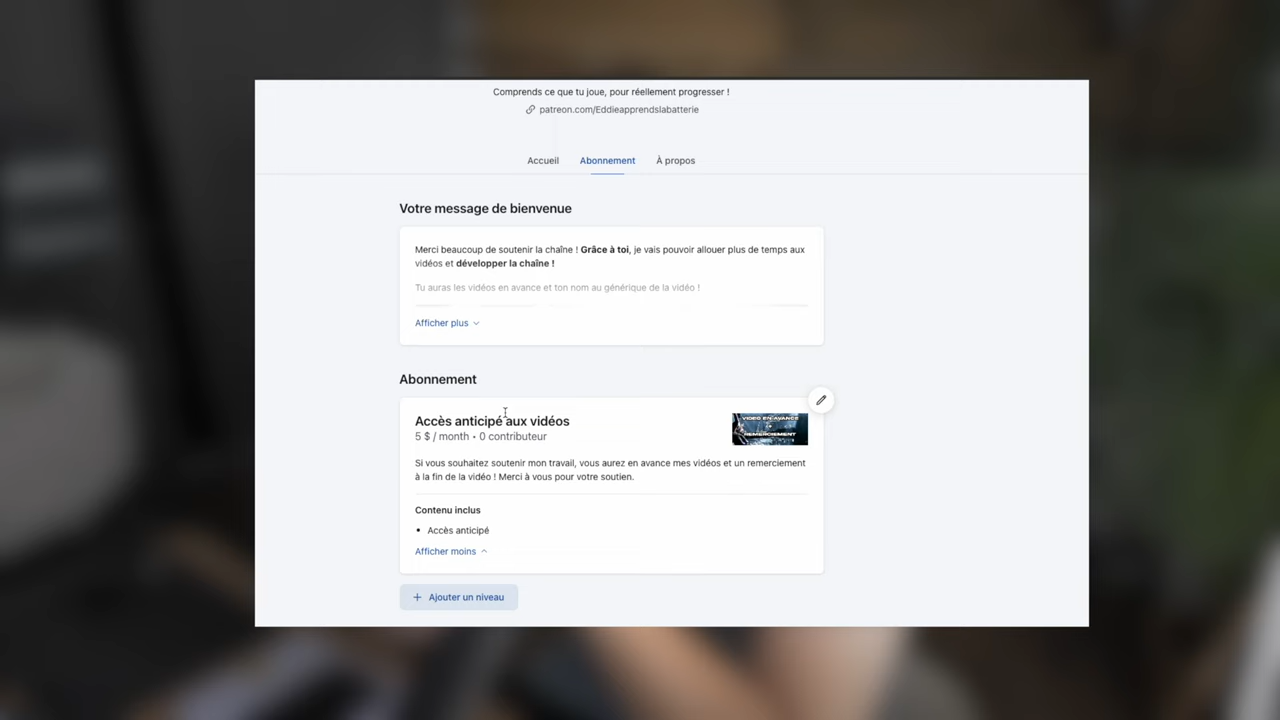 Comprends ce que tu joue, pour réellement progresser !
patreon.com/Eddieapprendslabatterie
Accueil
Abonnement
À propos
Votre message de bienvenue
Merci beaucoup de soutenir la chaîne ! Grâce à toi, je vais pouvoir allouer plus de temps aux
vidéos et développer la chaîne !
Tu auras les vidéos en avance et ton nom au générique de la vidéo !
Afficher plus
Abonnement
Accès anticipé aux vidéos
5 $ / month • 0 contributeur
VIDEO EN AVANCE
REMERCIEMENT
Si vous souhaitez soutenir mon travail, vous aurez en avance mes vidéos et un remerciement
à la fin de la vidéo ! Merci à vous pour votre soutien.
Contenu inclus
• Accès anticipé
Afficher moins
+ Ajouter un niveau